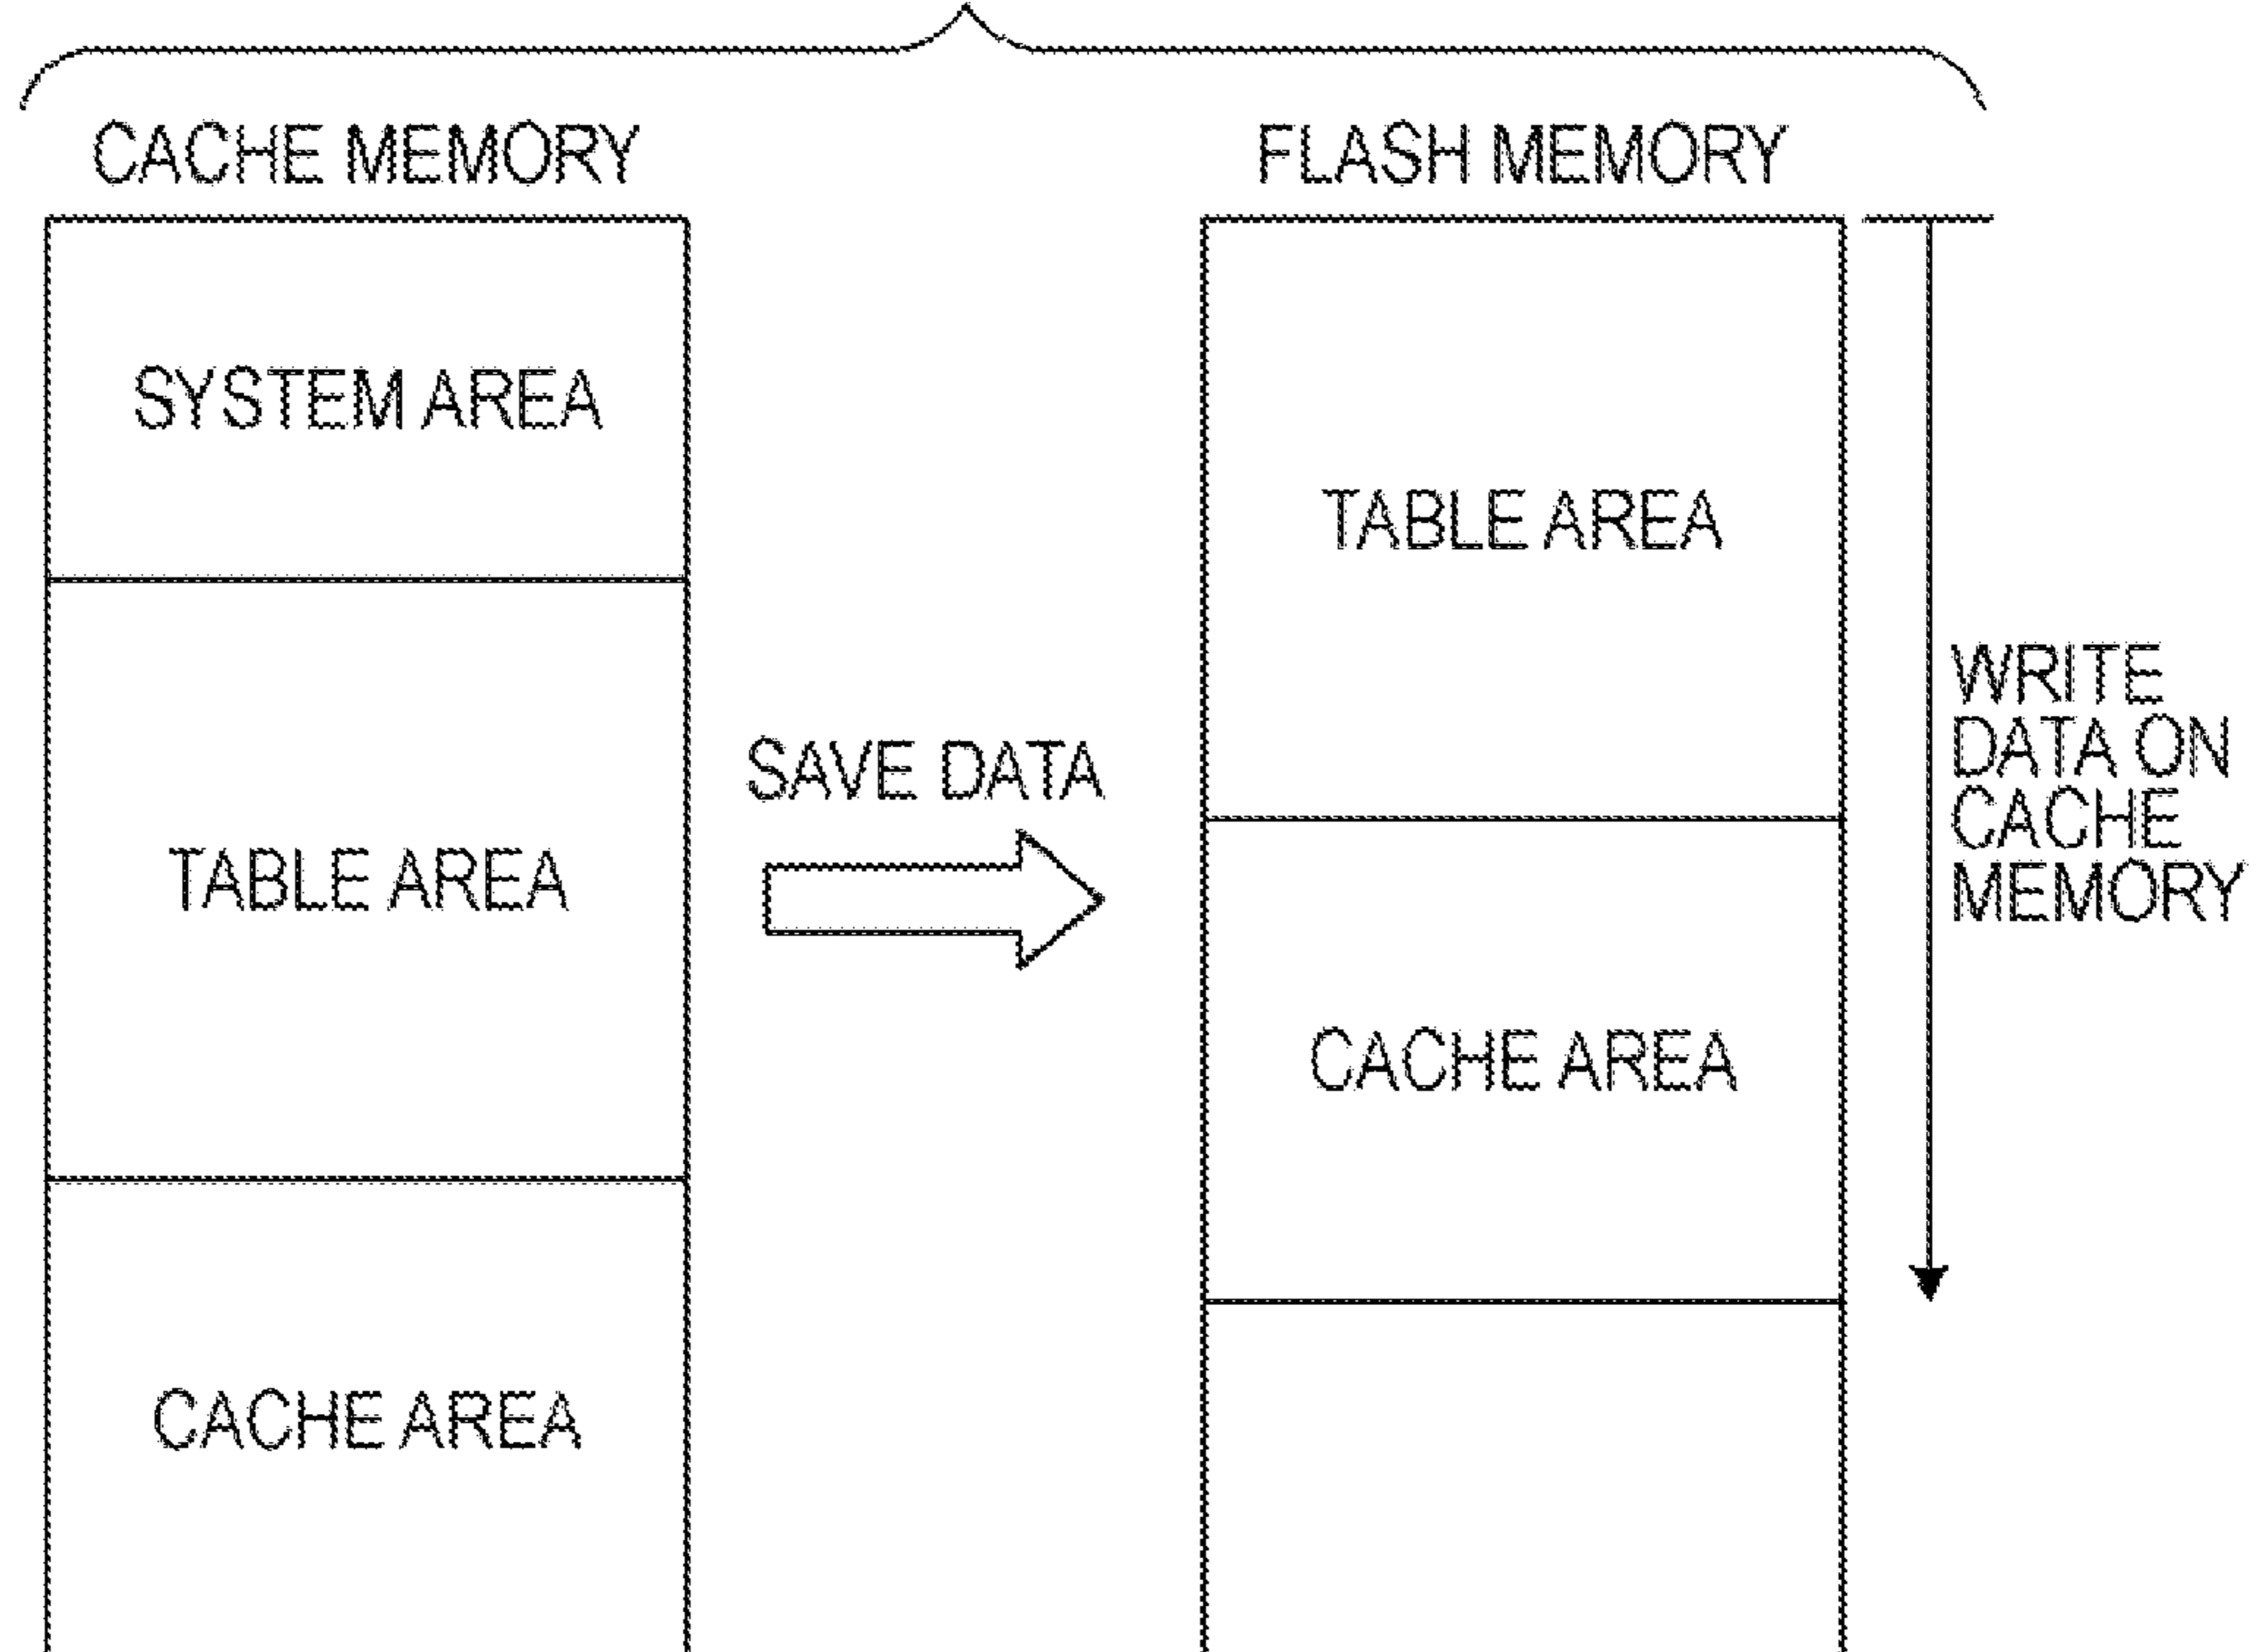 CACHE MEMORY
FLASH MEMORY
SYSTEM AREA
TABLE AREA
CACHE AREA
SAVE DATA
TABLE AREA
CACHE AREA
WRITE
DATA ON
CACHE
MEMORY